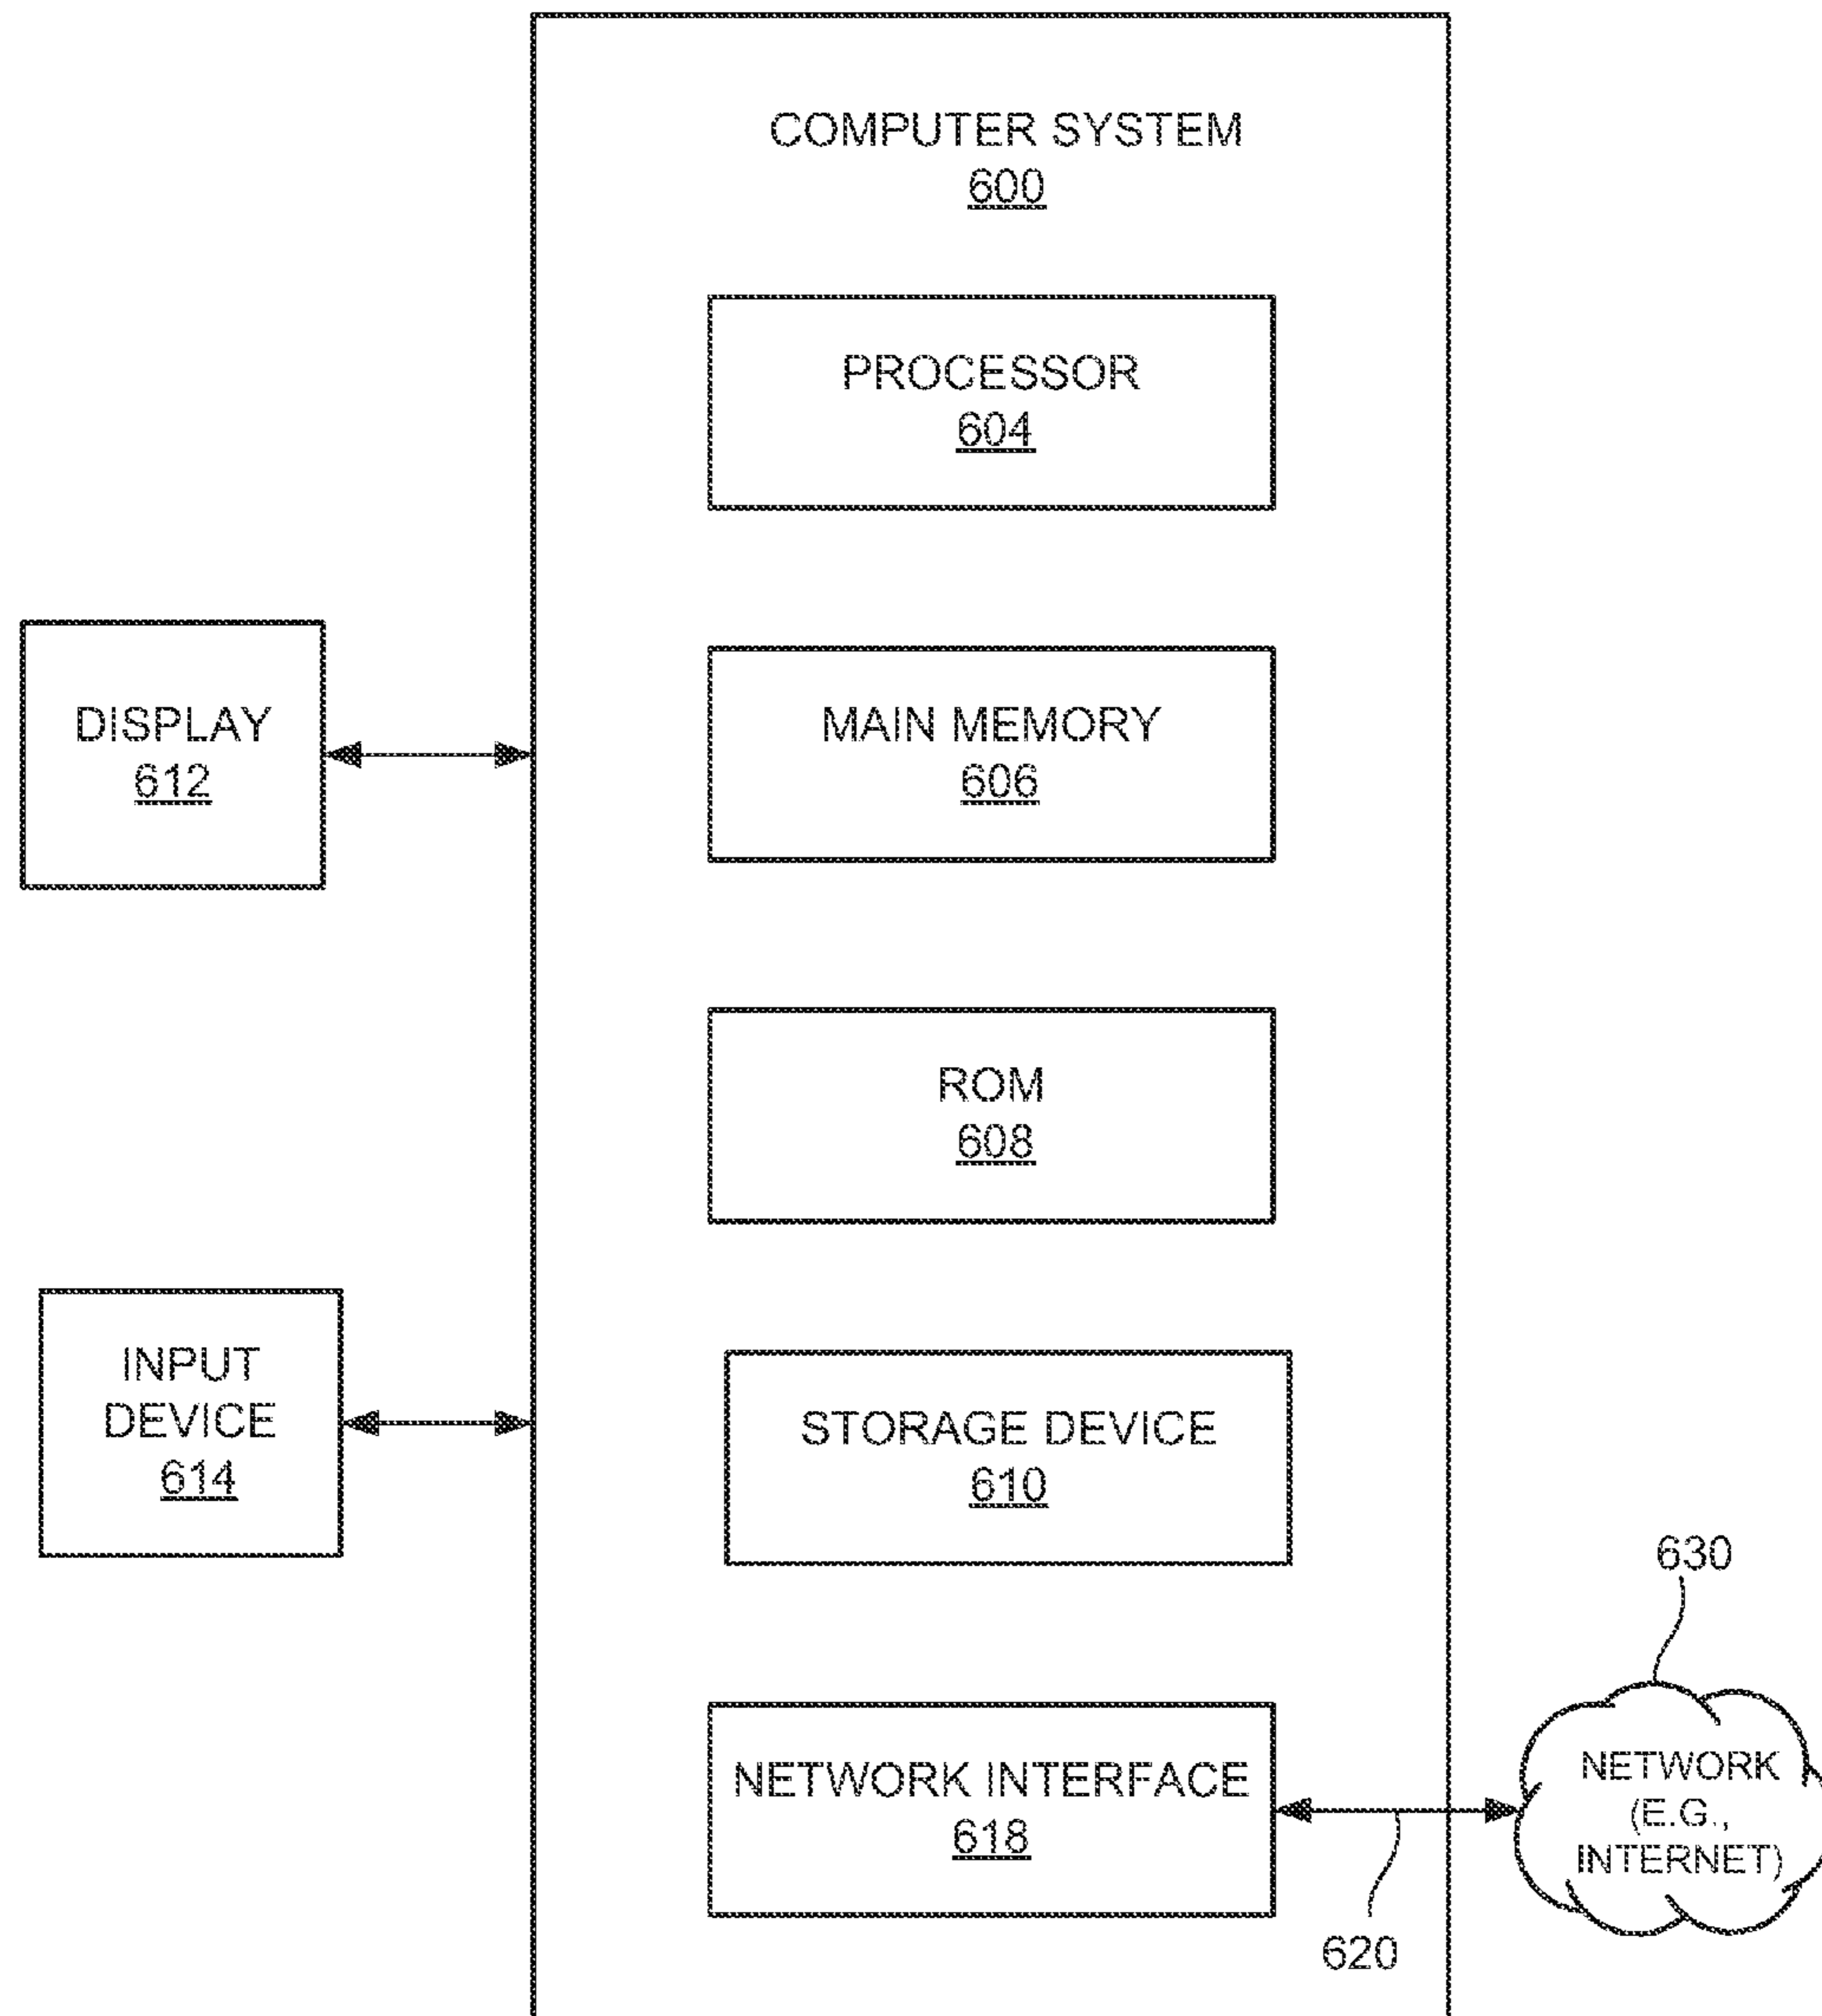 COMPUTER SYSTEM
600
PROCESSOR
604
DISPLAY
612
MAIN MEMORY
606
ROM
608
INPUT
DEVICE
614
STORAGE DEVICE
610
630
NETWORK INTERFACE
618
NETWORK
(E.G.,
INTERNET)
620